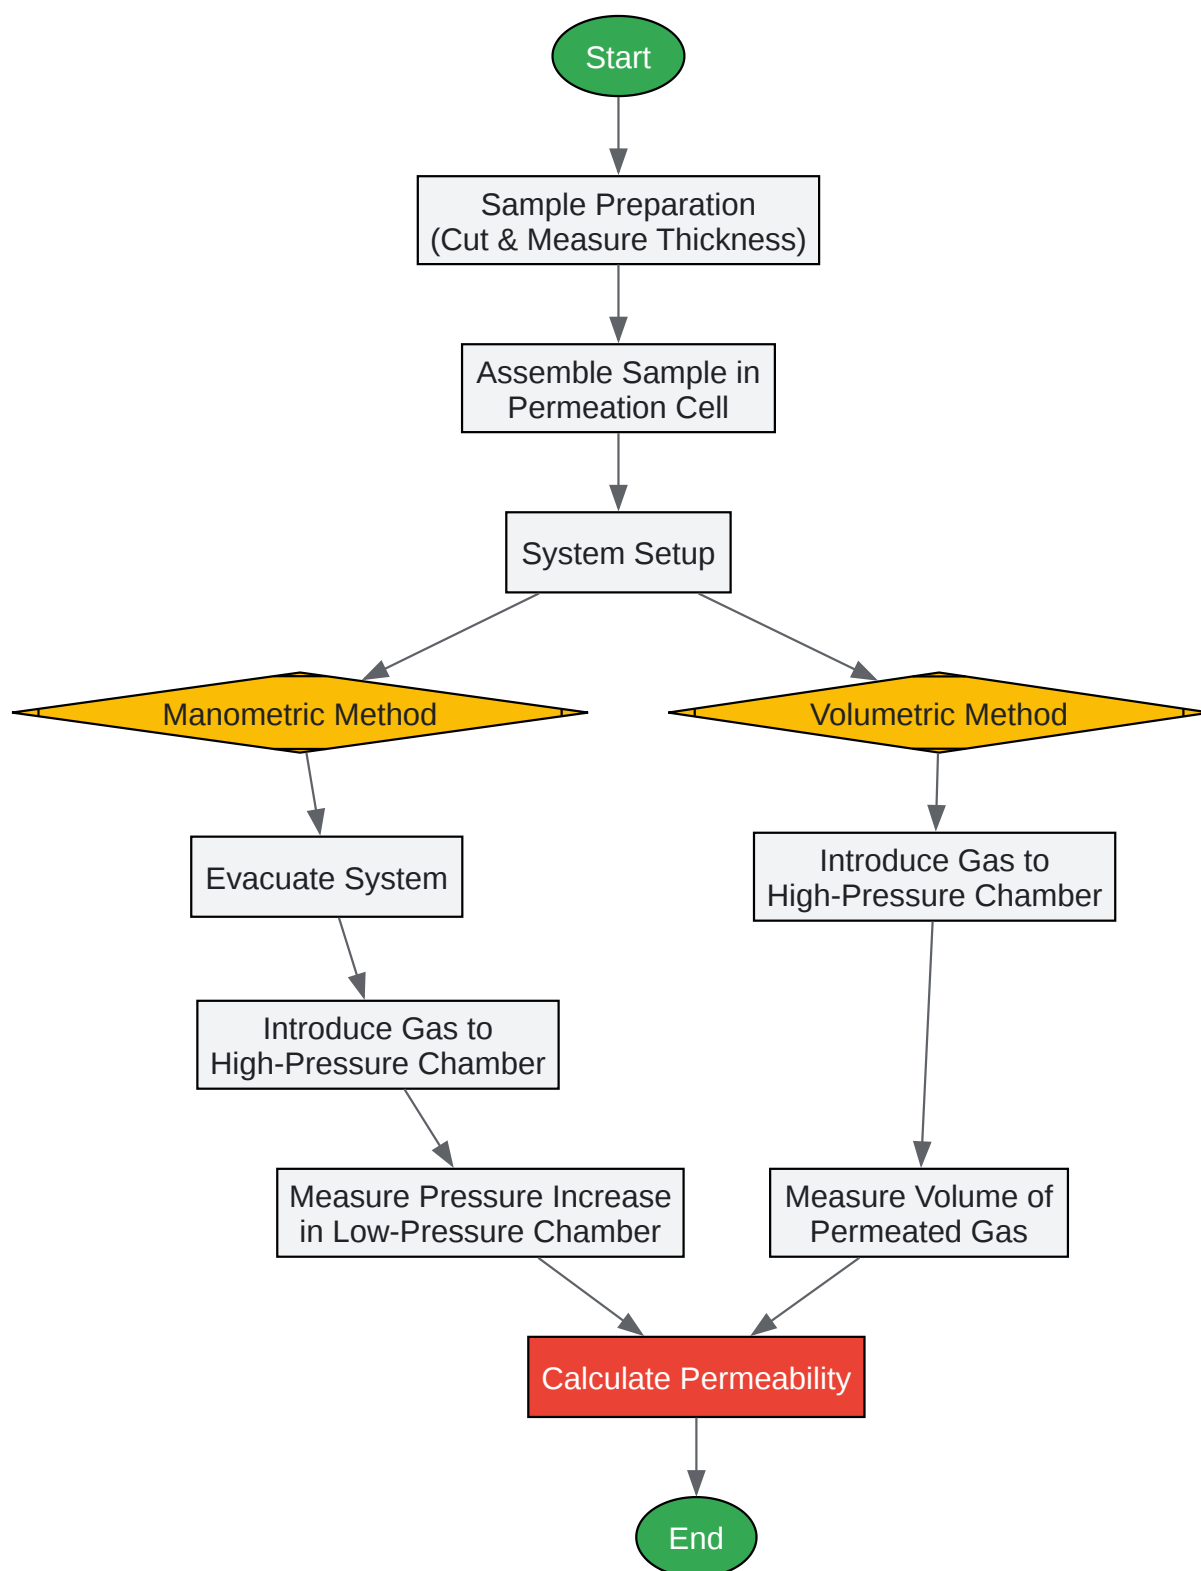 Start
Sample Preparation
(Cut & Measure Thickness)
Assemble Sample in
Permeation Cell
System Setup
Manometric Method
Volumetric Method
Evacuate System
Introduce Gas to
High-Pressure Chamber
Introduce Gas to
High-Pressure Chamber
Measure Pressure Increase
in Low-Pressure Chamber
Measure Volume of
Permeated Gas
Calculate Permeability
End